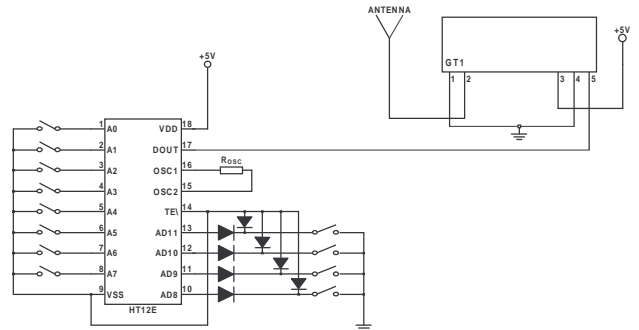 ANTENNA
+5V
GT1
1 2 3 4 5
+5V
1 A0 VDD 18
2 A1 DOUT 17
3 A2 OSC1 16
ROSC
4 A3 OSC2 15
5 A4 TE\ 14
6 A5 AD11 13
7 A6 AD10 12
8 A7 AD9 11
9 VSS AD8 10
HT12E